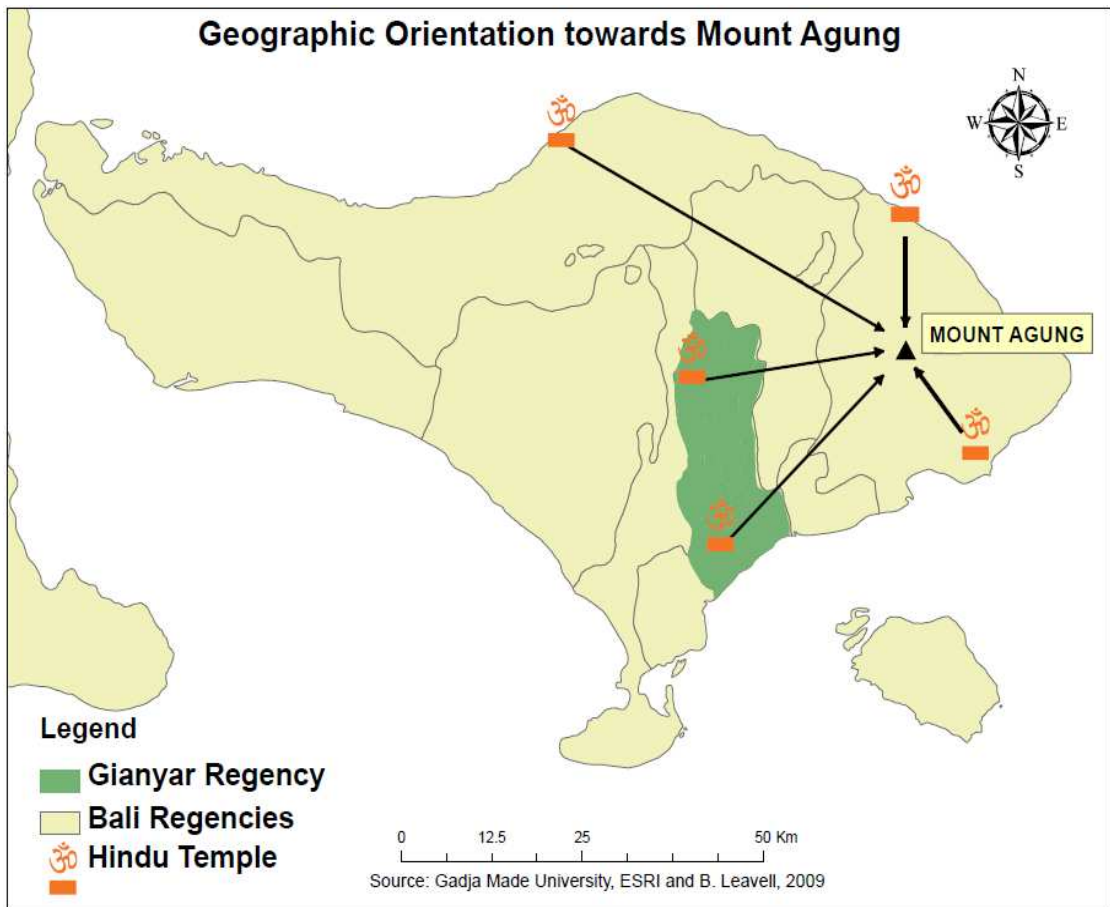 Geographic Orientation towards Mount Agung
N
W E
S
ॐ
ॐ
MOUNT AGUNG
ॐ
ॐ
ॐ
Legend
Gianyar Regency
Bali Regencies
ॐ Hindu Temple
0 12.5 25 50 Km
Source: Gadja Made University, ESRI and B. Leavell, 2009